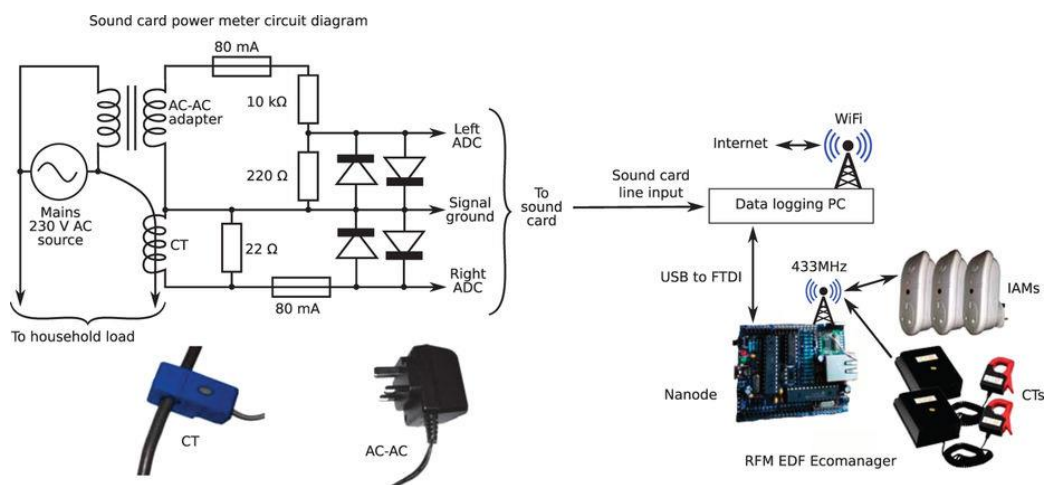 Sound card power meter circuit diagram
80 mA
AC-AC
adapter
10 kΩ
220 Ω
Left
ADC
Signal
ground
Mains
230 V AC
source
CT
22 Ω
Right
ADC
80 mA
To household load
To
sound
card
CT
AC-AC
WiFi
Internet
Sound card
line input
Data logging PC
USB to FTDI
433MHz
IAMs
Nanode
CTs
RFM EDF Ecomanager